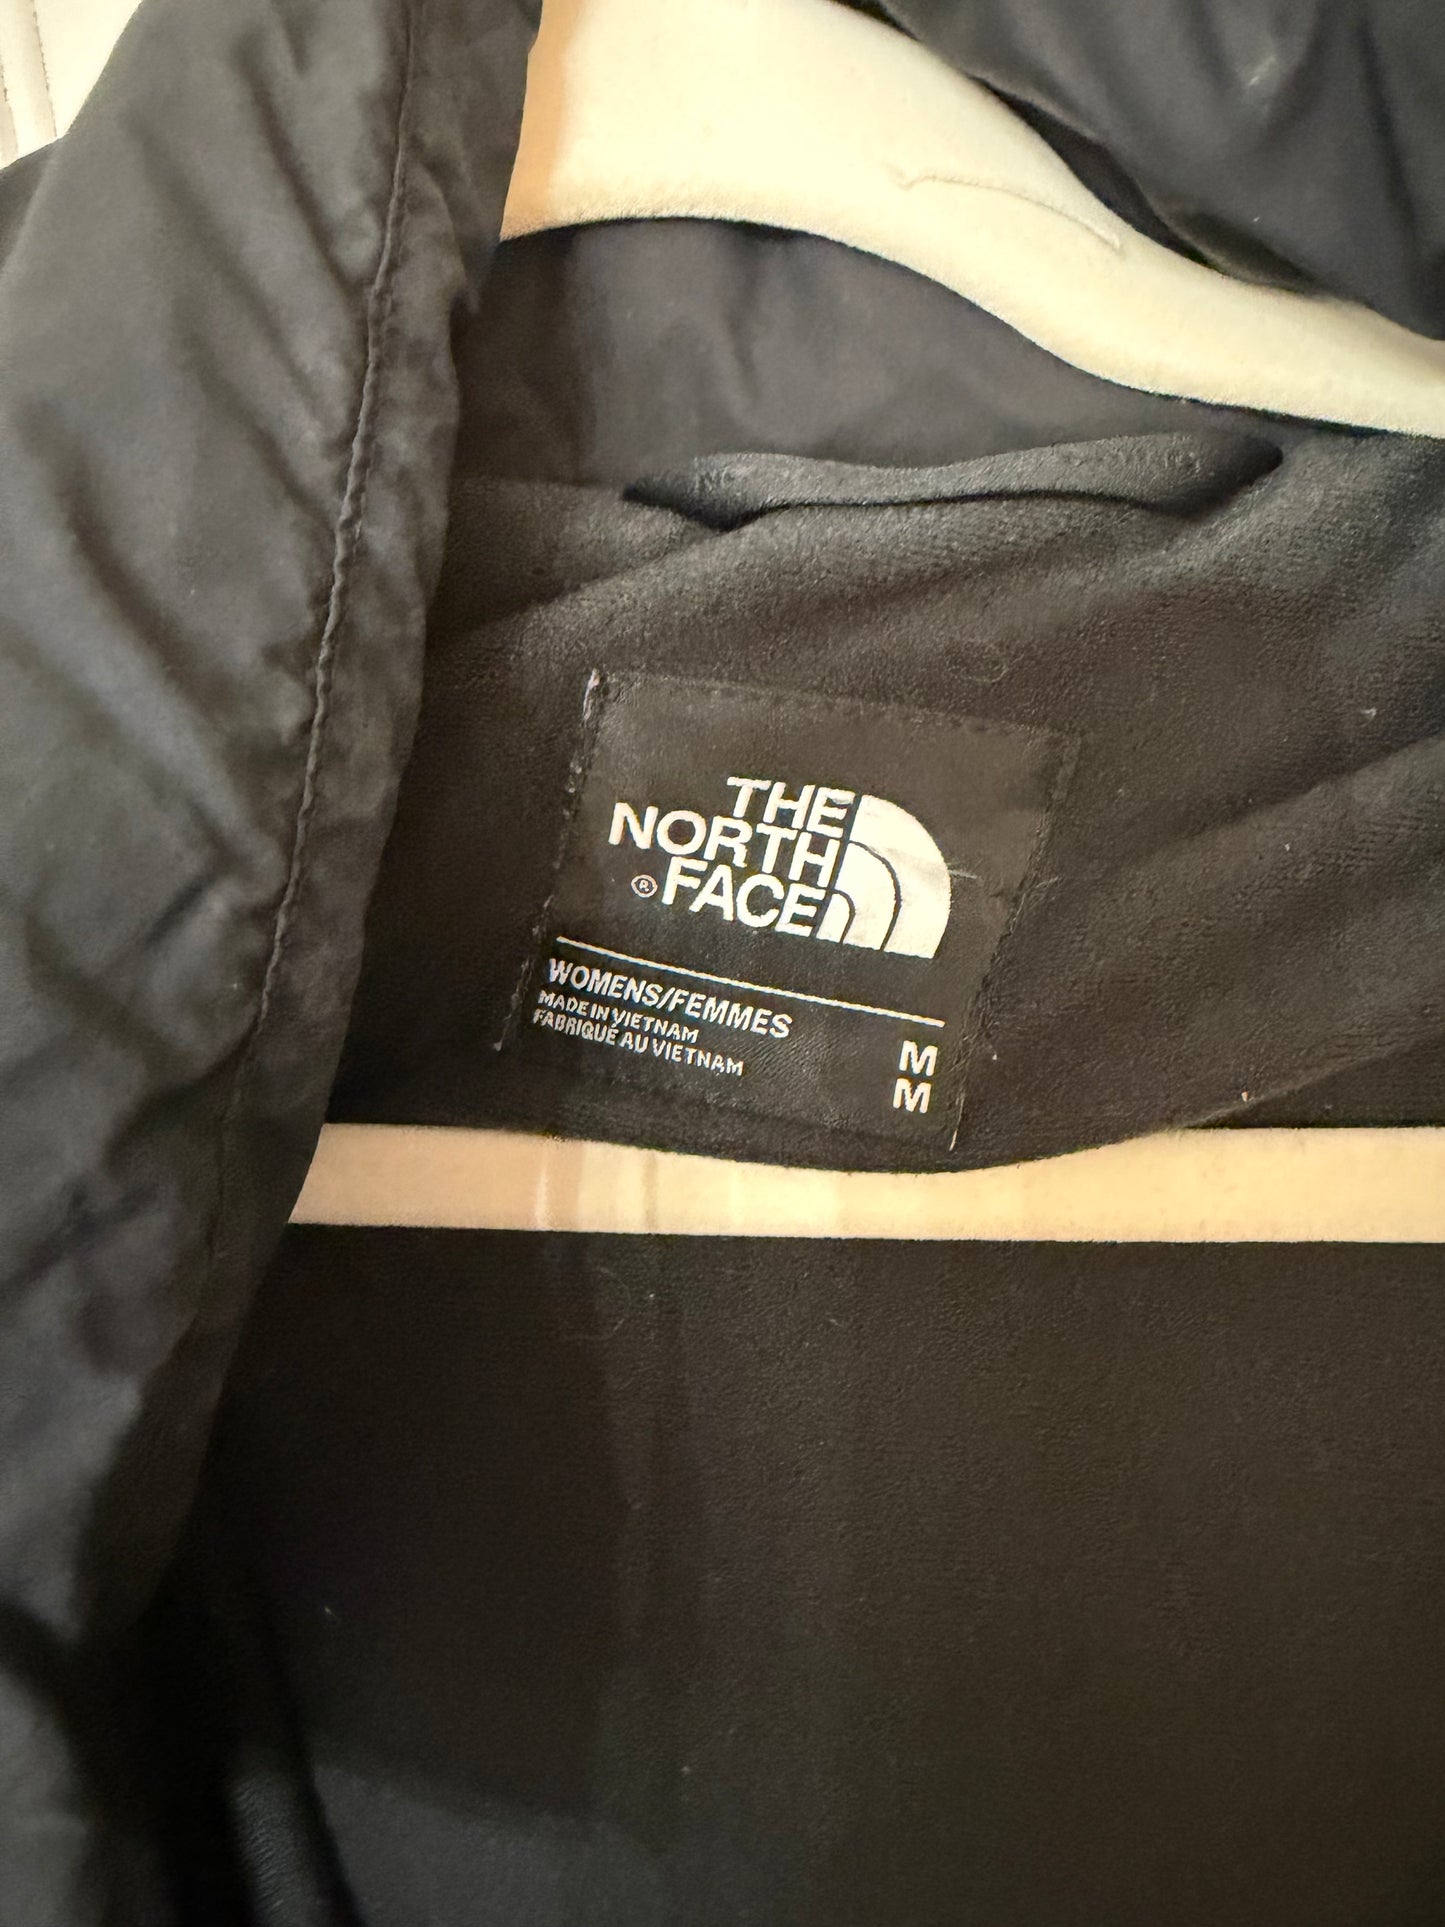 THE
NORTH
® FACE
WOMENS/FEMMES
MADE IN VIETNAM
FABRIQUÉ AU VIETNAM
M
M